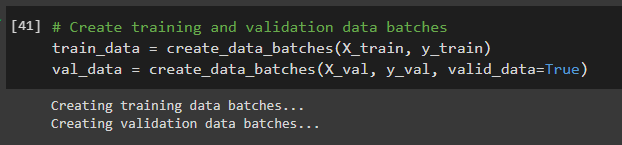 [41] # Create training and validation data batches
train_data = create_data_batches(X_train, y_train)
val_data = create_data_batches(X_val, y_val, valid_data=True)
Creating training data batches...
Creating validation data batches...